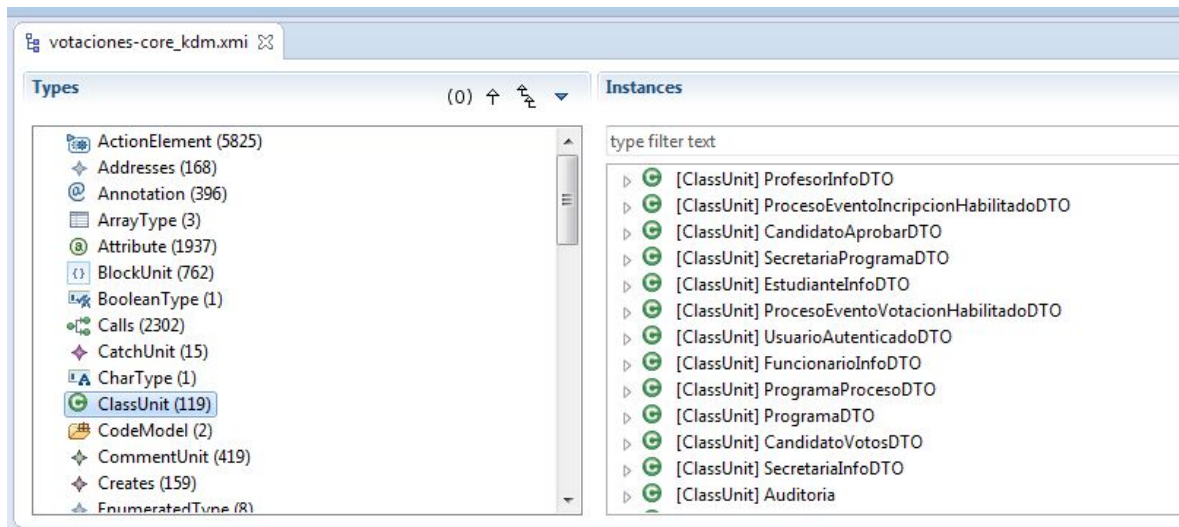 votaciones-core_kdm.xmi
Types
(0)
ActionElement (5825)
Addresses (168)
Annotation (396)
ArrayType (3)
Attribute (1937)
BlockUnit (762)
BooleanType (1)
Calls (2302)
CatchUnit (15)
CharType (1)
ClassUnit (119)
CodeModel (2)
CommentUnit (419)
Creates (159)
EnumeratedType (8)
Instances
type filter text
[ClassUnit] ProfesorInfoDTO
[ClassUnit] ProcesoEventoIncripcionHabilitadoDTO
[ClassUnit] CandidatoAprobarDTO
[ClassUnit] SecretariaProgramaDTO
[ClassUnit] EstudianteInfoDTO
[ClassUnit] ProcesoEventoVotacionHabilitadoDTO
[ClassUnit] UsuarioAutenticadoDTO
[ClassUnit] FuncionarioInfoDTO
[ClassUnit] ProgramaProcesoDTO
[ClassUnit] ProgramaDTO
[ClassUnit] CandidatoVotosDTO
[ClassUnit] SecretariaInfoDTO
[ClassUnit] Auditoria